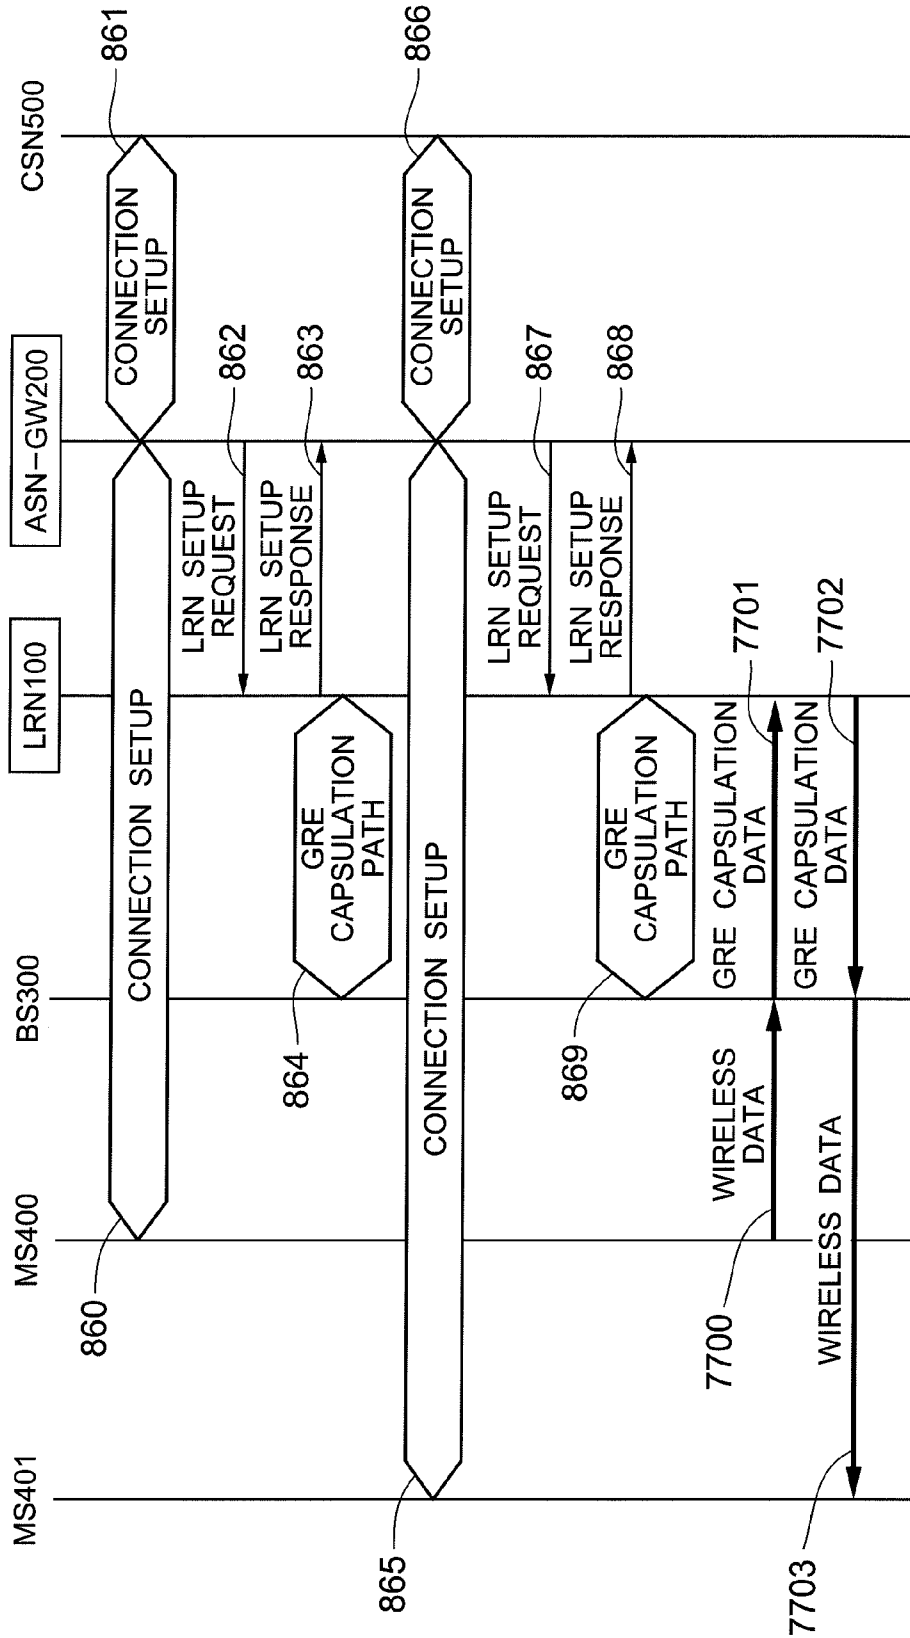 MS401
MS400
BS300
LRN100
ASN-GW200
CSN500
860
CONNECTION SETUP
CONNECTION
SETUP
861
LRN SETUP
REQUEST
862
LRN SETUP
RESPONSE
863
864
GRE
CAPSULATION
PATH
865
CONNECTION SETUP
CONNECTION
SETUP
866
LRN SETUP
REQUEST
867
LRN SETUP
RESPONSE
868
869
GRE
CAPSULATION
PATH
7700
WIRELESS
DATA
GRE CAPSULATION
DATA
7701
7703
WIRELESS DATA
GRE CAPSULATION
DATA
7702